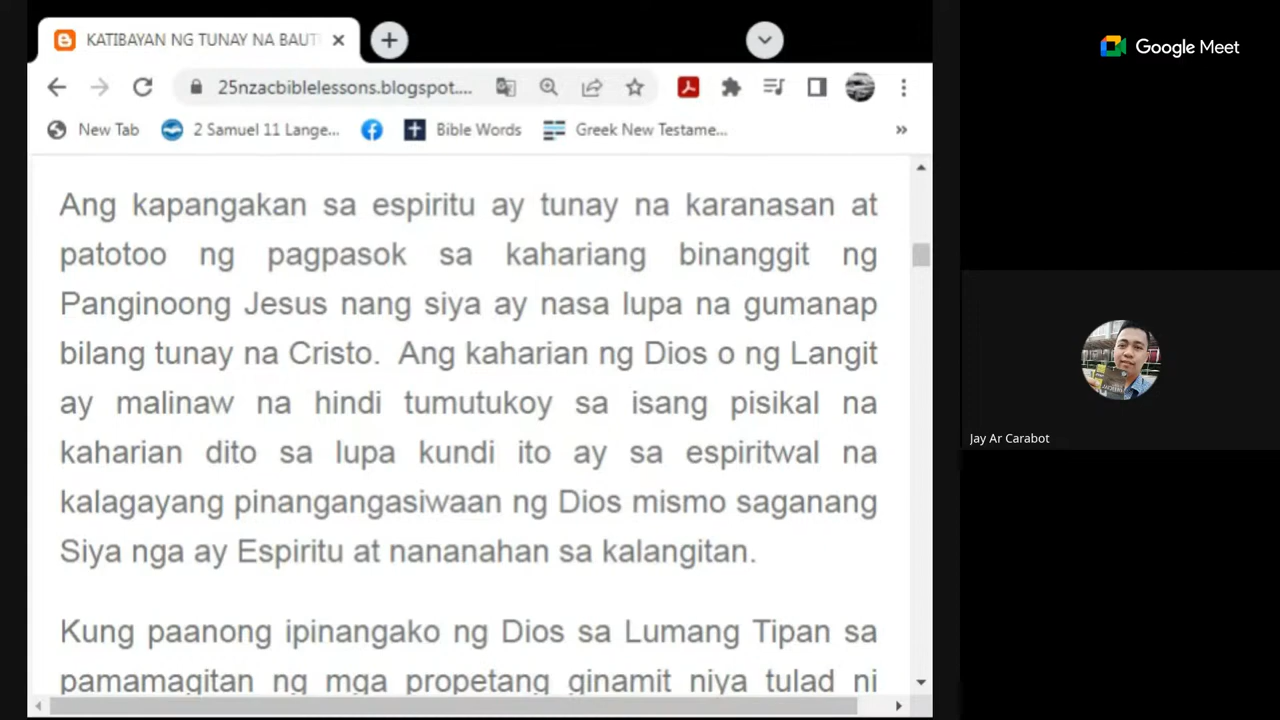 KATIBAYAN NG TUNAY NA BAUT
Google Meet
25nzacbiblelessons.blogspot....
New Tab
2 Samuel 11 Lange...
Bible Words
Greek New Testame...
»
Ang kapangakan sa espiritu ay tunay na karanasan at
patotoo ng pagpasok sa kahariang binanggit ng
Panginoong Jesus nang siya ay nasa lupa na gumanap
bilang tunay na Cristo. Ang kaharian ng Dios o ng Langit
ay malinaw na hindi tumutukoy sa isang pisikal na
kaharian dito sa lupa kundi ito ay sa espiritwal na
kalagayang pinangangasiwaan ng Dios mismo saganang
Siya nga ay Espiritu at nananahan sa kalangitan.
Kung paanong ipinangako ng Dios sa Lumang Tipan sa
pamamagitan ng mga propetang ginamit niya tulad ni
Jay Ar Carabot